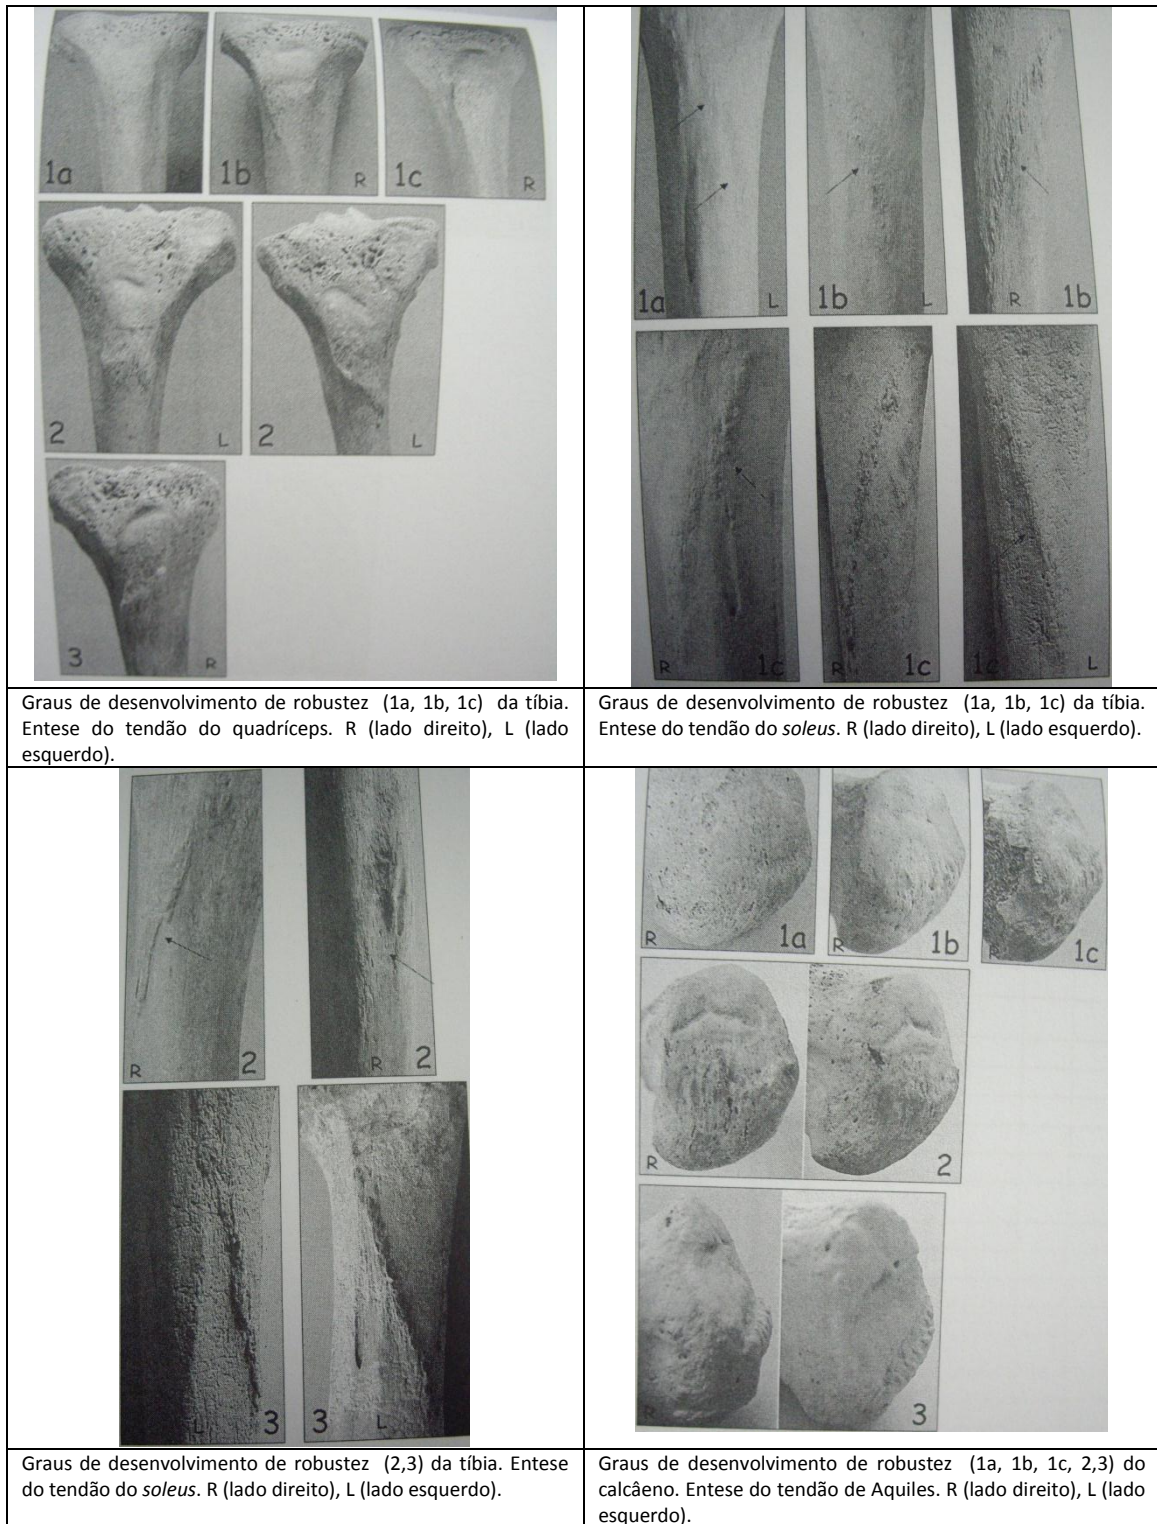 1a
R
1b
R
1c
R
2
L
2
L
3
R
1a
L
1b
L
R
1b
R
1c
R
1c
1c
L
Graus de desenvolvimento de robustez (1a, 1b, 1c) da tíbia.
Entese do tendão do quadríceps. R (lado direito), L (lado
esquerdo).
Graus de desenvolvimento de robustez (1a, 1b, 1c) da tíbia.
Entese do tendão do soleus. R (lado direito), L (lado esquerdo).
R
2
R
2
L
3
3
L
R
1a
R
1b
R
1c
R
2
R
3
Graus de desenvolvimento de robustez (2,3) da tíbia. Entese
do tendão do soleus. R (lado direito), L (lado esquerdo).
Graus de desenvolvimento de robustez (1a, 1b, 1c, 2,3) do
calcâeno. Entese do tendão de Aquiles. R (lado direito), L (lado
esquerdo).